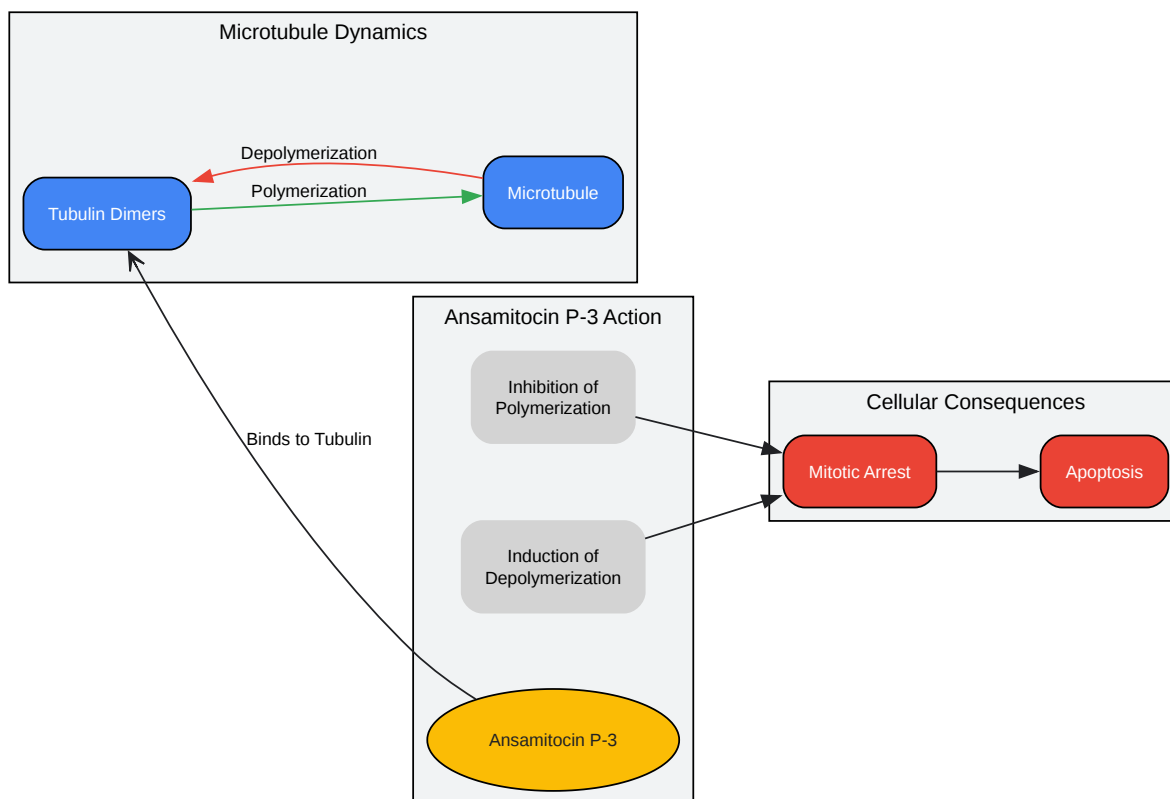 Microtubule Dynamics
Depolymerization
Polymerization
Tubulin Dimers
Microtubule
Ansamitocin P-3 Action
Inhibition of
Polymerization
Binds to Tubulin
Induction of
Depolymerization
Ansamitocin P-3
Cellular Consequences
Mitotic Arrest
Apoptosis